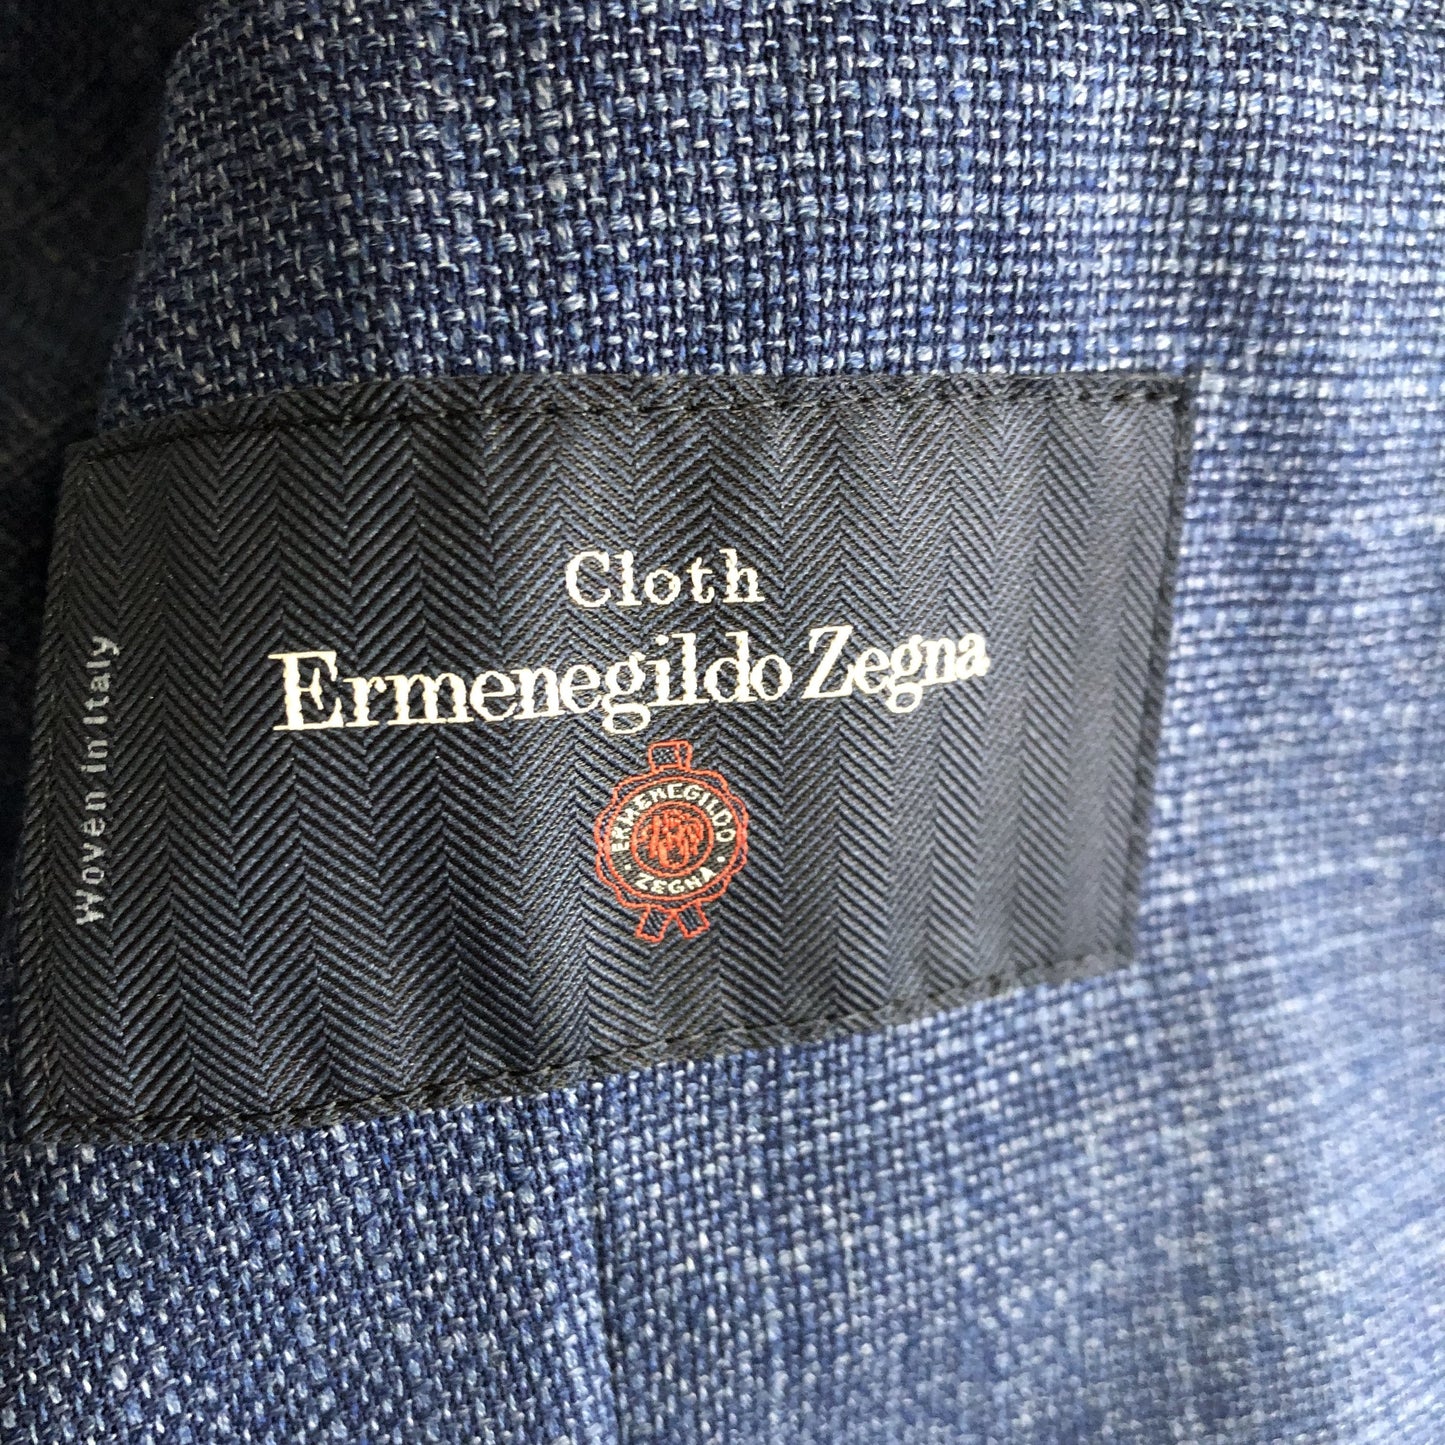 Cloth
Ermenegildo Zegna
ERMENEGILDO
· ZEGNA ·
Woven in Italy